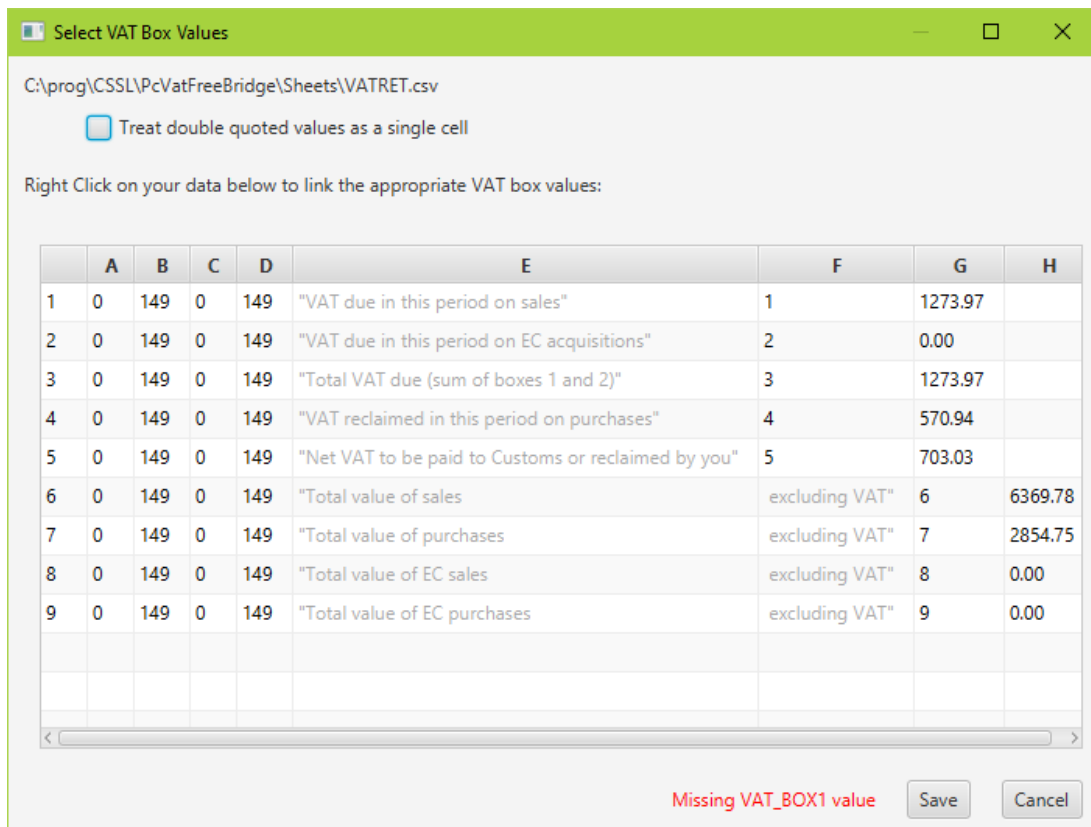 Select VAT Box Values
C:\prog\CSSL\PcVatFreeBridge\Sheets\VATRET.csv
Treat double quoted values as a single cell
Right Click on your data below to link the appropriate VAT box values:
A B C D E F G H
1 0 149 0 149 "VAT due in this period on sales" 1 1273.97
2 0 149 0 149 "VAT due in this period on EC acquisitions" 2 0.00
3 0 149 0 149 "Total VAT due (sum of boxes 1 and 2)" 3 1273.97
4 0 149 0 149 "VAT reclaimed in this period on purchases" 4 570.94
5 0 149 0 149 "Net VAT to be paid to Customs or reclaimed by you" 5 703.03
6 0 149 0 149 "Total value of sales excluding VAT" 6 6369.78
7 0 149 0 149 "Total value of purchases excluding VAT" 7 2854.75
8 0 149 0 149 "Total value of EC sales excluding VAT" 8 0.00
9 0 149 0 149 "Total value of EC purchases excluding VAT" 9 0.00
Missing VAT_BOX1 value Save Cancel